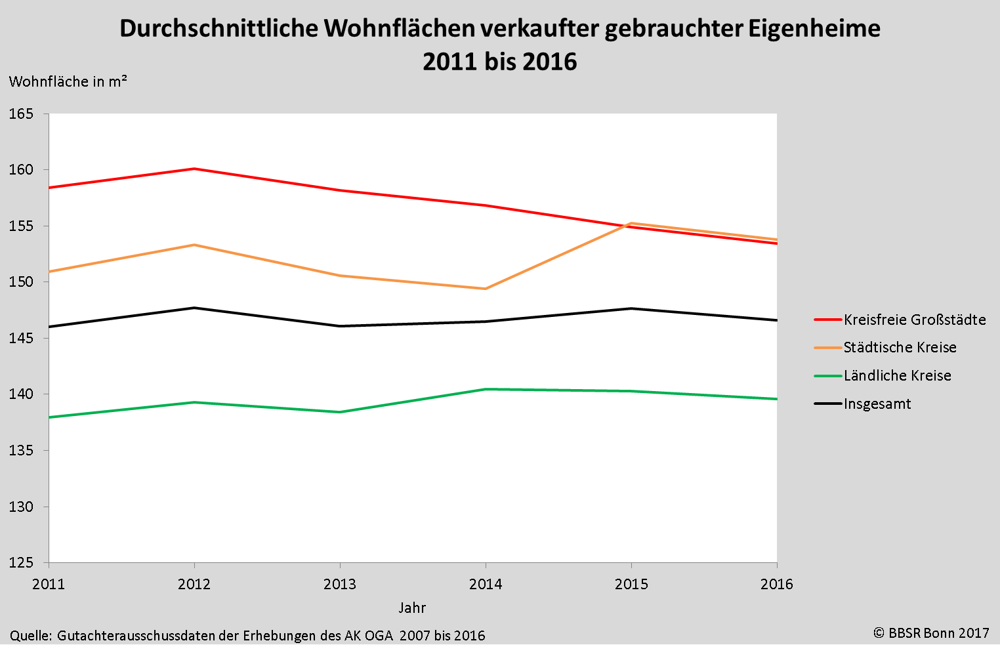 Durchschnittliche Wohnflächen verkaufter gebrauchter Eigenheime
2011 bis 2016
Wohnfläche in m²
165
160
155
150
145
140
135
130
125
2011 2012 2013 2014 2015 2016
Jahr
Kreisfreie Großstädte
Städtische Kreise
Ländliche Kreise
Insgesamt
Quelle: Gutachterausschussdaten der Erhebungen des AK OGA 2007 bis 2016
© BBSR Bonn 2017